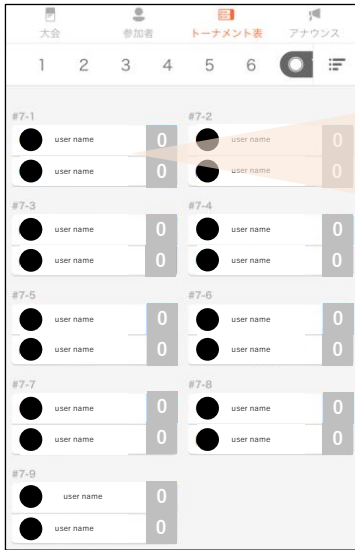 大会 参加者 トーナメント表 アナウンス
1 2 3 4 5 6
#7-1 #7-2
user name 0 user name 0
user name 0 user name 0
#7-3 #7-4
user name 0 user name 0
user name 0 user name 0
#7-5 #7-6
user name 0 user name 0
user name 0 user name 0
#7-7 #7-8
user name 0 user name 0
user name 0 user name 0
#7-9
user name 0
user name 0